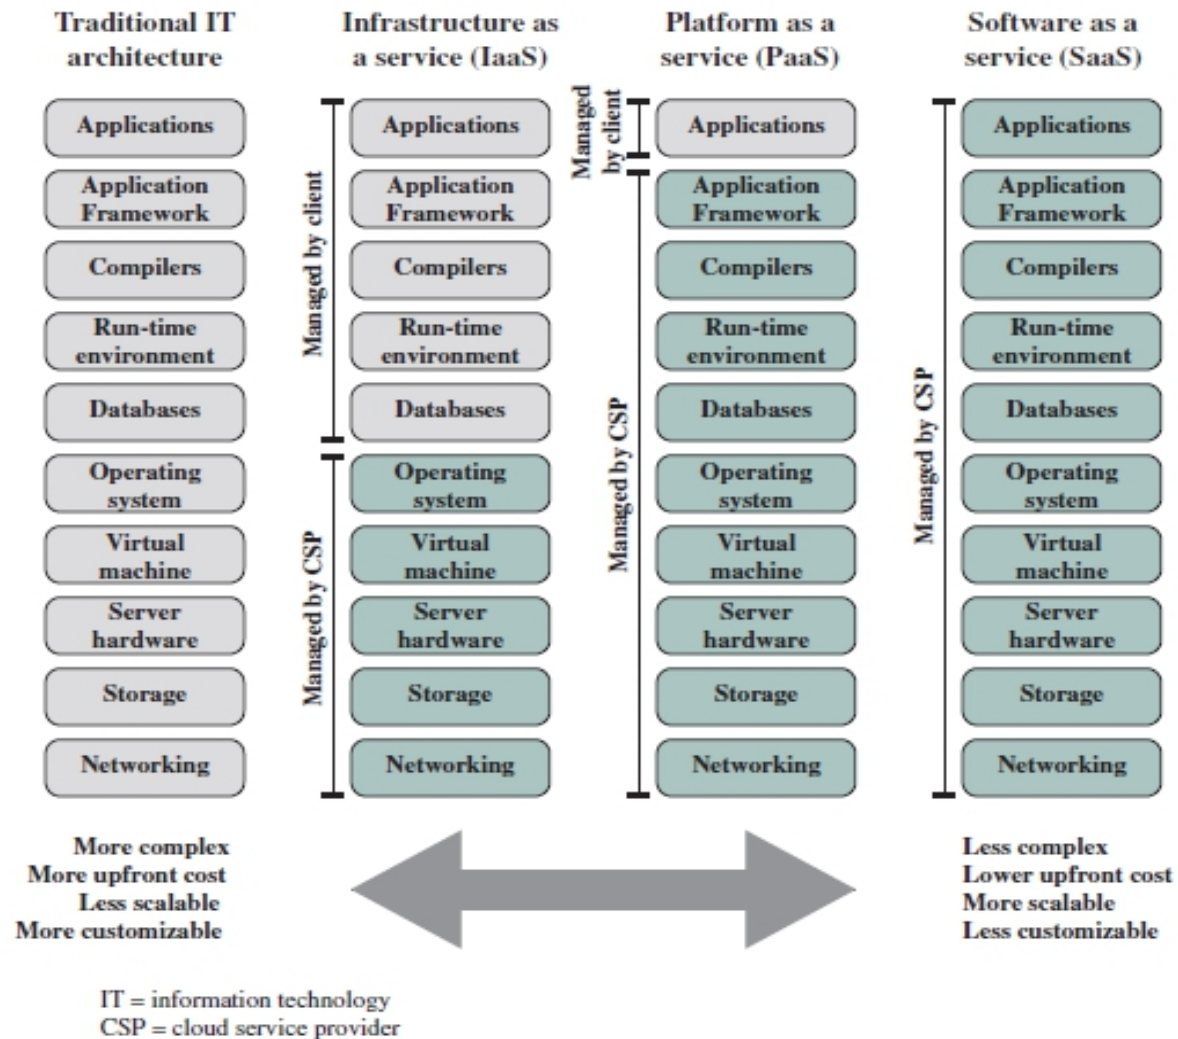 Traditional IT
architecture
Applications
Application
Framework
Compilers
Run-time
environment
Databases
Operating
system
Virtual
machine
Server
hardware
Storage
Networking
Infrastructure as
a service (IaaS)
Managed by client
Managed by CSP
Applications
Application
Framework
Compilers
Run-time
environment
Databases
Operating
system
Virtual
machine
Server
hardware
Storage
Networking
Platform as a
service (PaaS)
Managed
by client
Managed by CSP
Applications
Application
Framework
Compilers
Run-time
environment
Databases
Operating
system
Virtual
machine
Server
hardware
Storage
Networking
Software as a
service (SaaS)
Managed by CSP
Applications
Application
Framework
Compilers
Run-time
environment
Databases
Operating
system
Virtual
machine
Server
hardware
Storage
Networking
More complex
More upfront cost
Less scalable
More customizable
Less complex
Lower upfront cost
More scalable
Less customizable
IT = information technology
CSP = cloud service provider